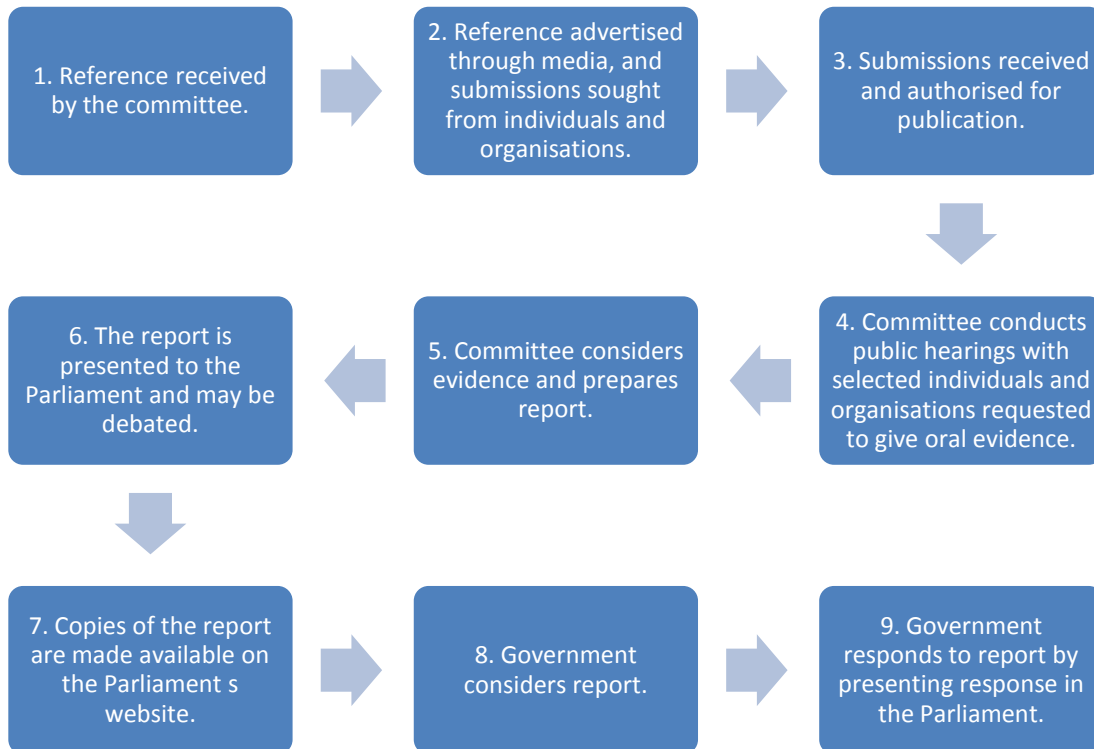 1. Reference received
by the committee.
2. Reference advertised
through media, and
submissions sought
from individuals and
organisations.
3. Submissions received
and authorised for
publication.
4. Committee conducts
public hearings with
selected individuals and
organisations requested
to give oral evidence.
5. Committee considers
evidence and prepares
report.
6. The report is
presented to the
Parliament and may be
debated.
7. Copies of the report
are made available on
the Parliament s
website.
8. Government
considers report.
9. Government
responds to report by
presenting response in
the Parliament.